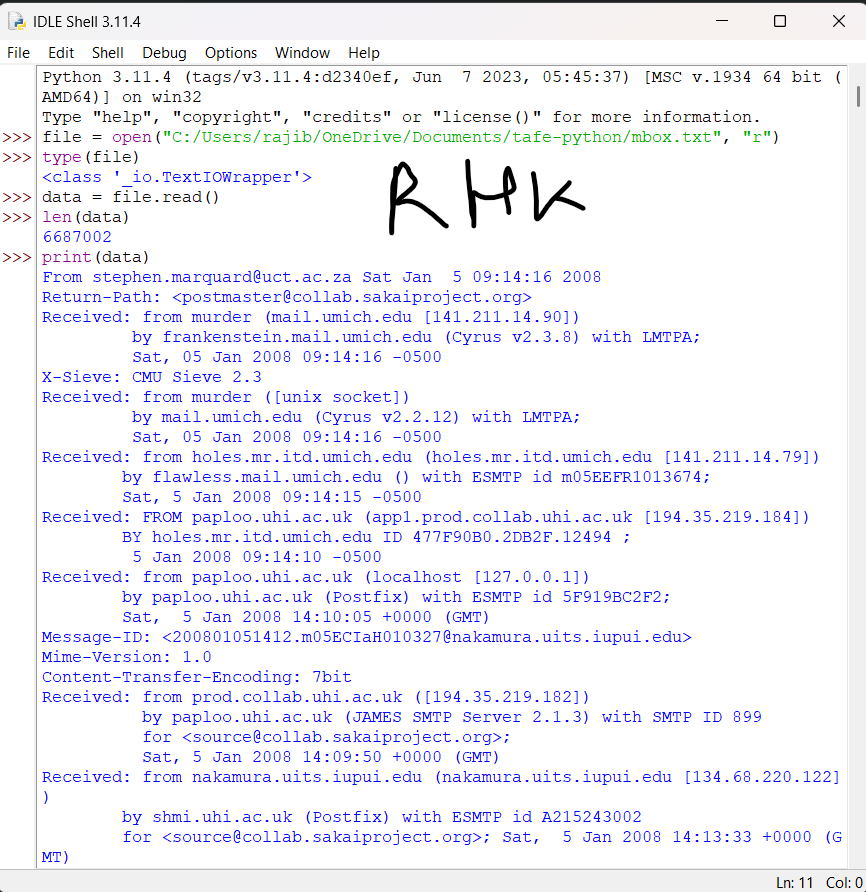 IDLE Shell 3.11.4
File Edit Shell Debug Options Window Help
Python 3.11.4 (tags/v3.11.4:d2340ef, Jun  7 2023, 05:45:37) [MSC v.1934 64 bit (
AMD64)] on win32
Type "help", "copyright", "credits" or "license()" for more information.
>>> file = open("C:/Users/rajib/OneDrive/Documents/tafe-python/mbox.txt", "r")
>>> type(file)
<class '_io.TextIOWrapper'>
>>> data = file.read()
>>> len(data)
6687002
RHK
>>> print(data)
From stephen.marquard@uct.ac.za Sat Jan  5 09:14:16 2008
Return-Path: <postmaster@collab.sakaiproject.org>
Received: from murder (mail.umich.edu [141.211.14.90])
         by frankenstein.mail.umich.edu (Cyrus v2.3.8) with LMTPA;
         Sat, 05 Jan 2008 09:14:16 -0500
X-Sieve: CMU Sieve 2.3
Received: from murder ([unix socket])
         by mail.umich.edu (Cyrus v2.2.12) with LMTPA;
         Sat, 05 Jan 2008 09:14:16 -0500
Received: from holes.mr.itd.umich.edu (holes.mr.itd.umich.edu [141.211.14.79])
        by flawless.mail.umich.edu () with ESMTP id m05EEFR1013674;
        Sat, 5 Jan 2008 09:14:15 -0500
Received: FROM paploo.uhi.ac.uk (app1.prod.collab.uhi.ac.uk [194.35.219.184])
        BY holes.mr.itd.umich.edu ID 477F90B0.2DB2F.12494 ;
         5 Jan 2008 09:14:10 -0500
Received: from paploo.uhi.ac.uk (localhost [127.0.0.1])
        by paploo.uhi.ac.uk (Postfix) with ESMTP id 5F919BC2F2;
        Sat,  5 Jan 2008 14:10:05 +0000 (GMT)
Message-ID: <200801051412.m05ECIaH010327@nakamura.uits.iupui.edu>
Mime-Version: 1.0
Content-Transfer-Encoding: 7bit
Received: from prod.collab.uhi.ac.uk ([194.35.219.182])
          by paploo.uhi.ac.uk (JAMES SMTP Server 2.1.3) with SMTP ID 899
          for <source@collab.sakaiproject.org>;
          Sat, 5 Jan 2008 14:09:50 +0000 (GMT)
Received: from nakamura.uits.iupui.edu (nakamura.uits.iupui.edu [134.68.220.122]
)
        by shmi.uhi.ac.uk (Postfix) with ESMTP id A215243002
        for <source@collab.sakaiproject.org>; Sat,  5 Jan 2008 14:13:33 +0000 (G
MT)
Ln: 11 Col: 0